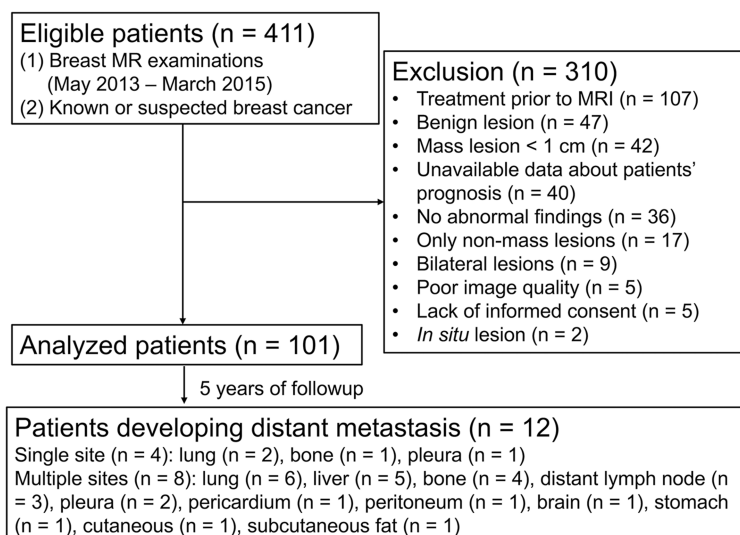 Eligible patients (n = 411)
(1) Breast MR examinations
(May 2013 – March 2015)
(2) Known or suspected breast cancer
Exclusion (n = 310)
• Treatment prior to MRI (n = 107)
• Benign lesion (n = 47)
• Mass lesion < 1 cm (n = 42)
• Unavailable data about patients’
prognosis (n = 40)
• No abnormal findings (n = 36)
• Only non-mass lesions (n = 17)
• Bilateral lesions (n = 9)
• Poor image quality (n = 5)
• Lack of informed consent (n = 5)
• In situ lesion (n = 2)
Analyzed patients (n = 101)
5 years of followup
Patients developing distant metastasis (n = 12)
Single site (n = 4): lung (n = 2), bone (n = 1), pleura (n = 1)
Multiple sites (n = 8): lung (n = 6), liver (n = 5), bone (n = 4), distant lymph node (n
= 3), pleura (n = 2), pericardium (n = 1), peritoneum (n = 1), brain (n = 1), stomach
(n = 1), cutaneous (n = 1), subcutaneous fat (n = 1)